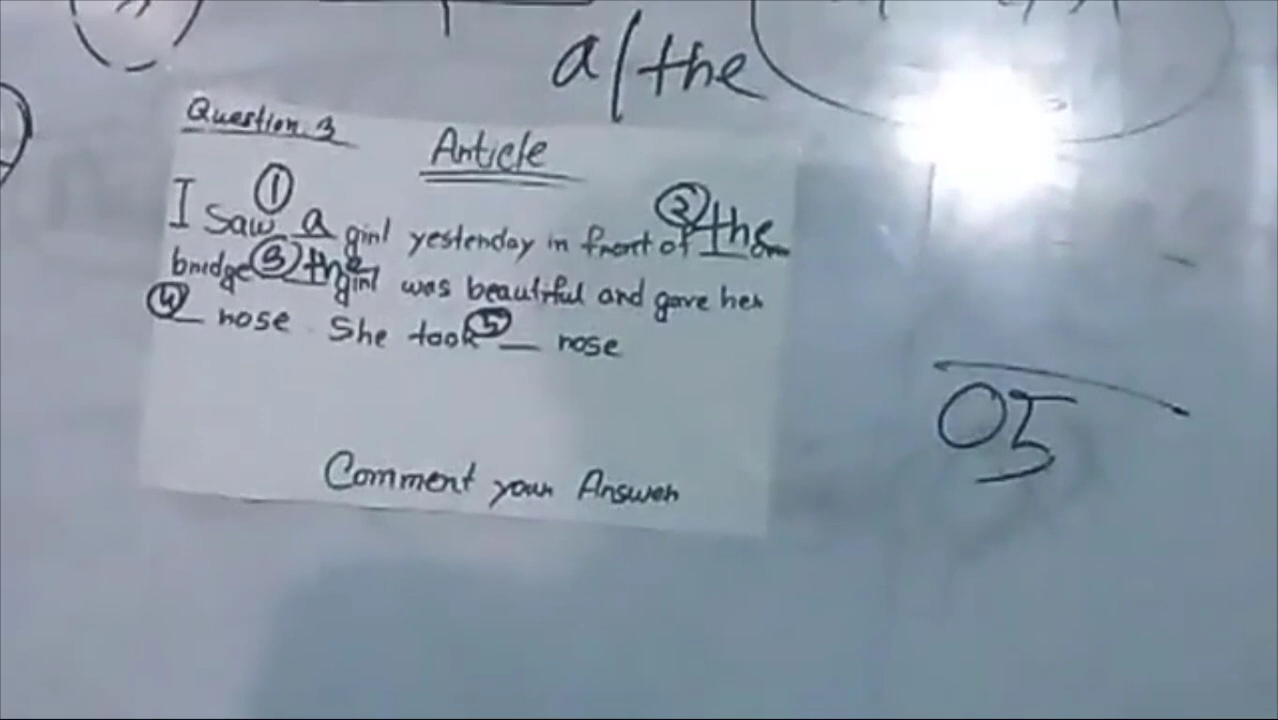 a/the
Question. 3
Article
① I saw a girl yesterday in front of ② the
bridge ③ the girl was beautiful and gave her
④ _ rose. She took ⑤ _ rose
Comment your Answer
05